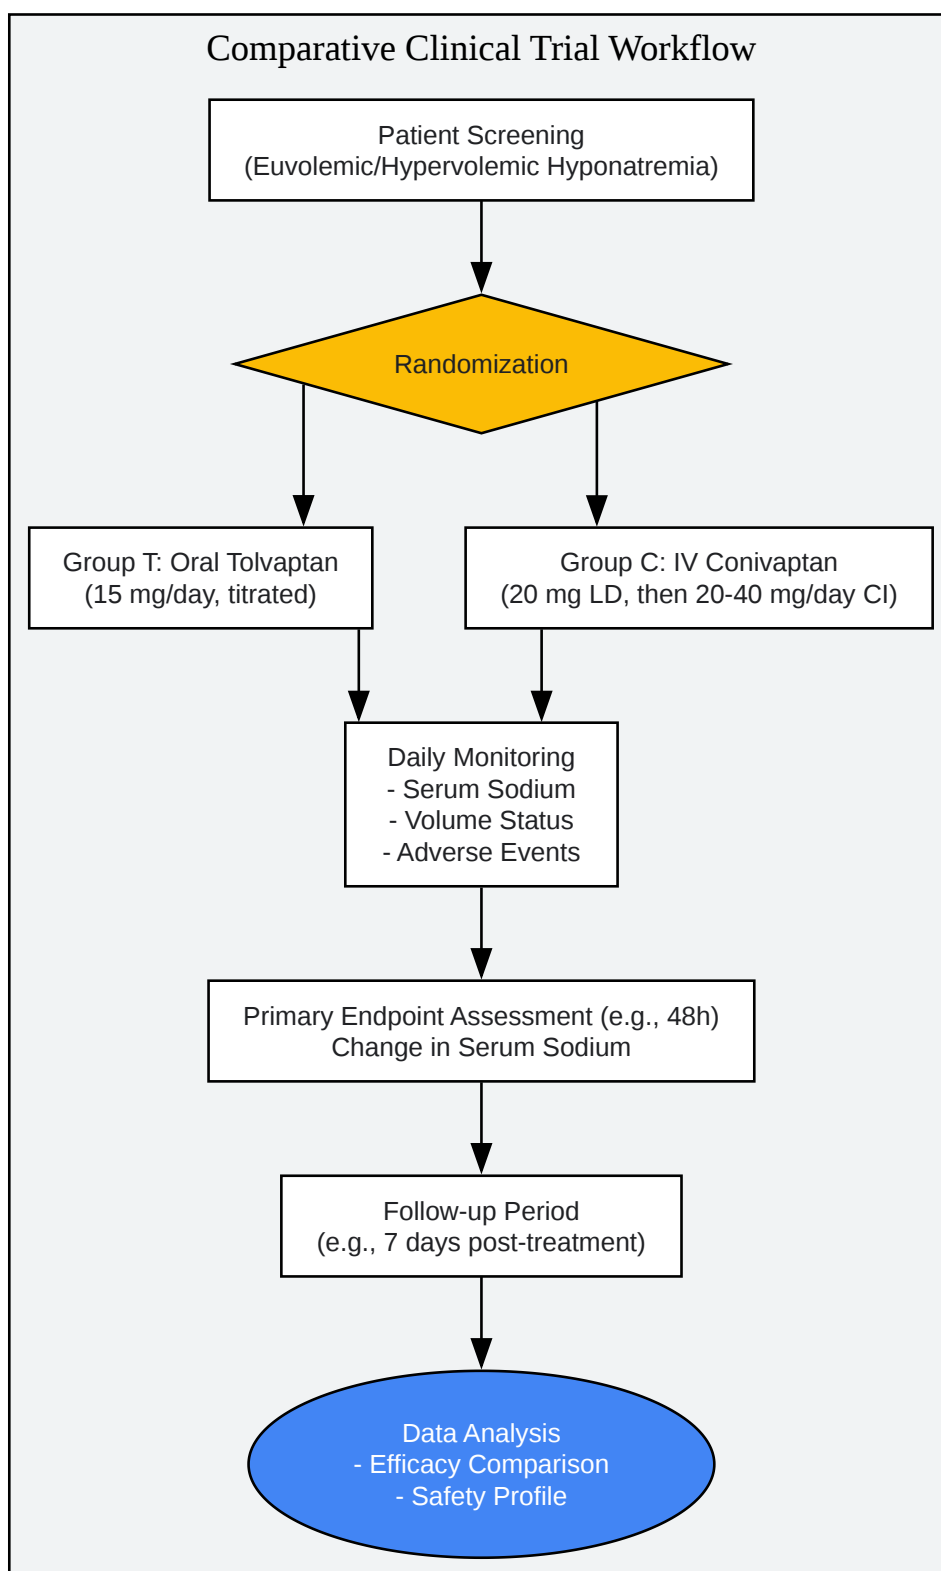 Comparative Clinical Trial Workflow
Patient Screening
(Euvolemic/Hypervolemic Hyponatremia)
Randomization
Group T: Oral Tolvaptan
(15 mg/day, titrated)
Group C: IV Conivaptan
(20 mg LD, then 20-40 mg/day CI)
Daily Monitoring
- Serum Sodium
- Volume Status
- Adverse Events
Primary Endpoint Assessment (e.g., 48h)
Change in Serum Sodium
Follow-up Period
(e.g., 7 days post-treatment)
Data Analysis
- Efficacy Comparison
- Safety Profile